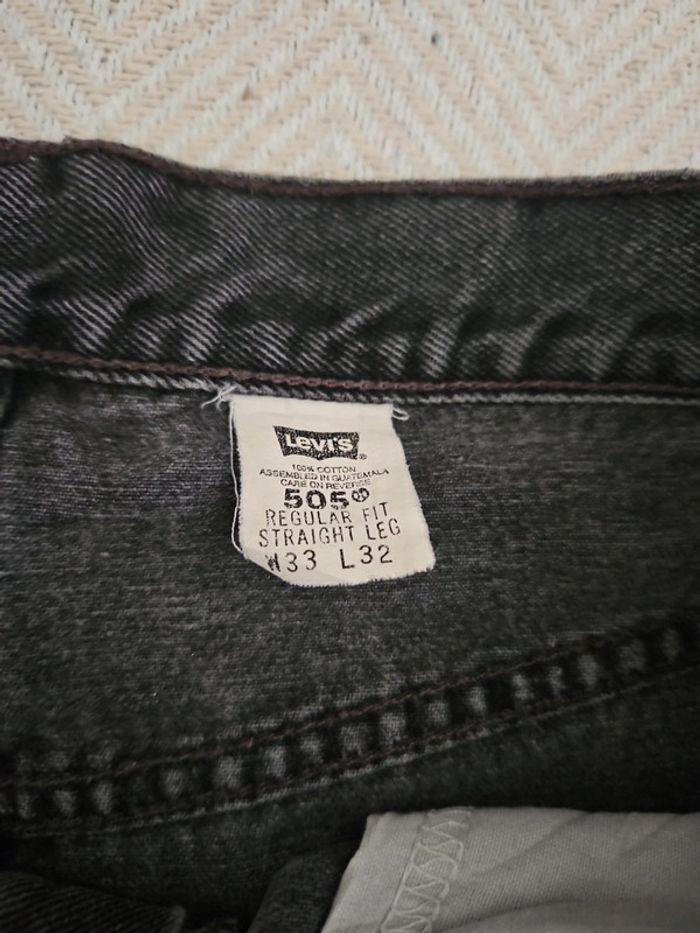 Levi's®
100% COTTON
ASSEMBLED IN GUATEMALA
CARE ON REVERSE
505
REGULAR FIT
STRAIGHT LEG
W33 L32